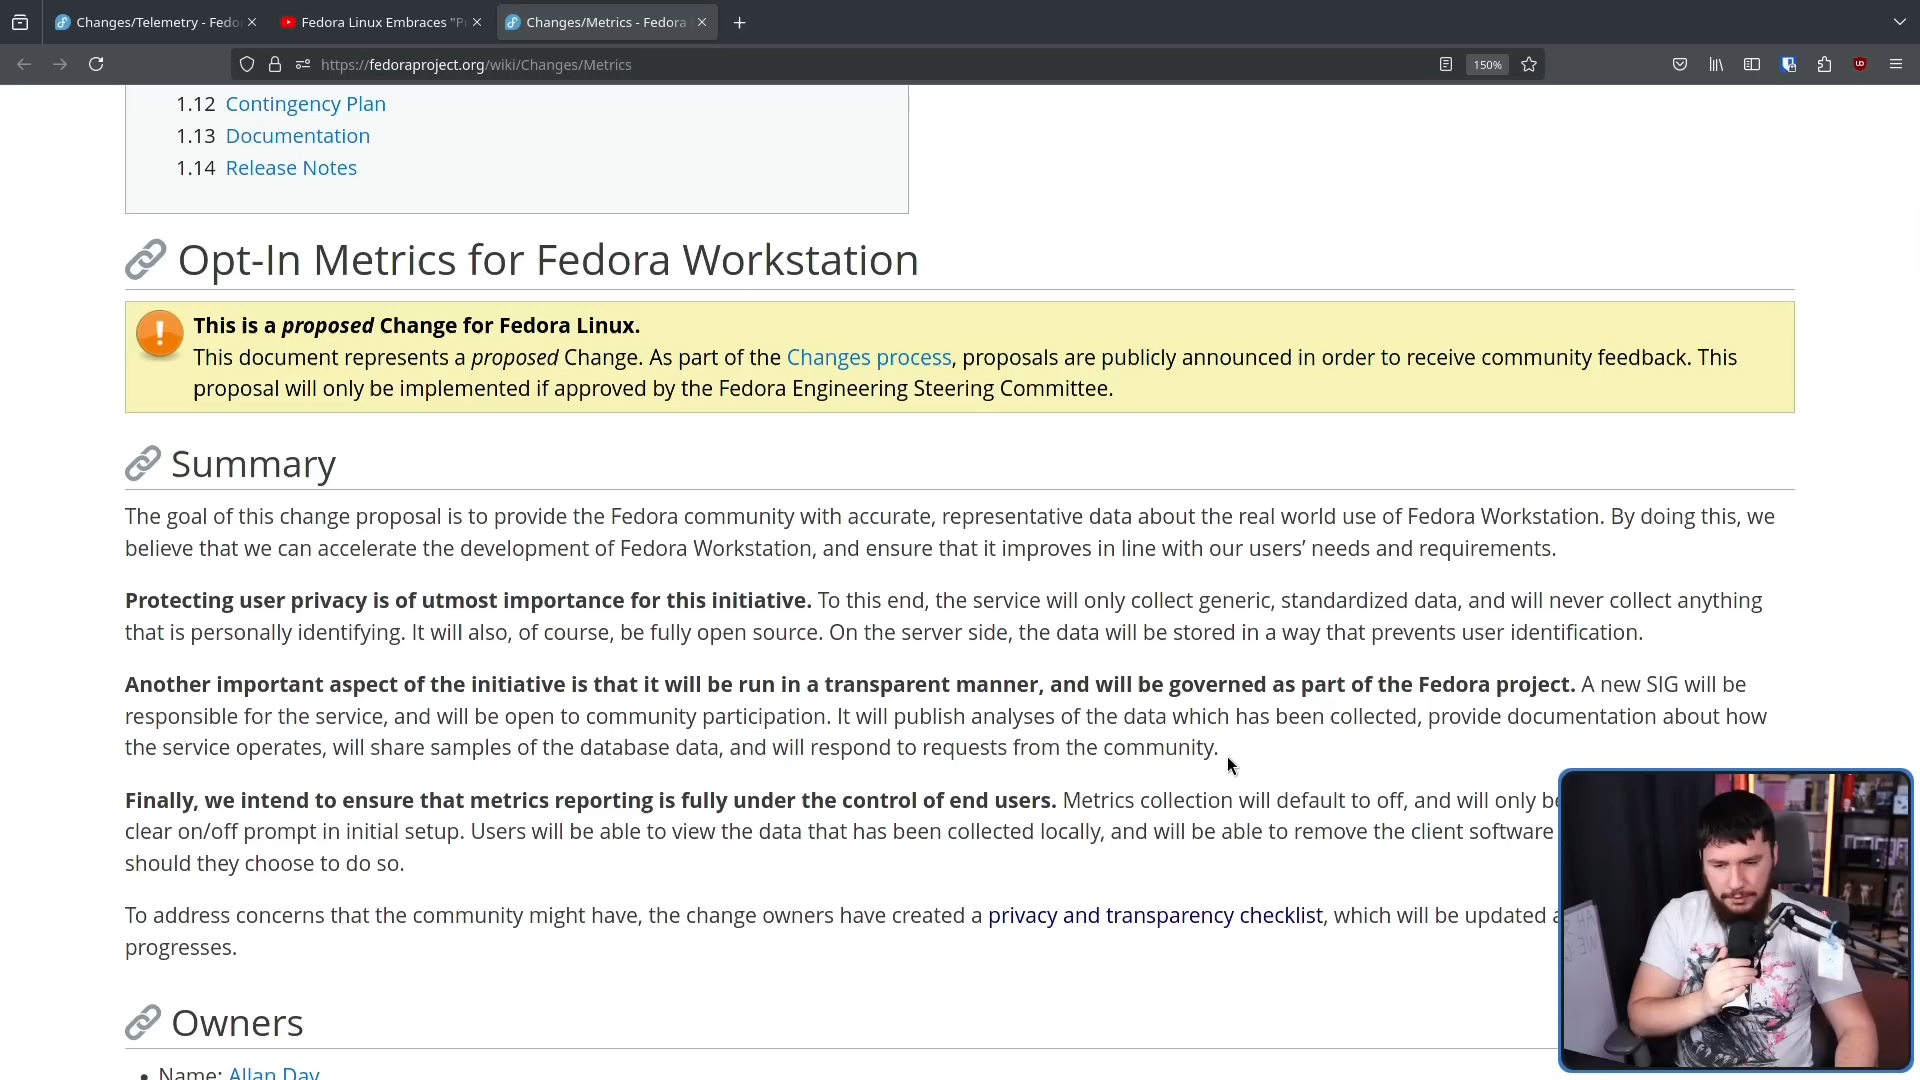 Changes/Telemetry - Fedo
Fedora Linux Embraces "P
Changes/Metrics - Fedora
https://fedoraproject.org/wiki/Changes/Metrics
150%
1.12 Contingency Plan
1.13 Documentation
1.14 Release Notes
Opt-In Metrics for Fedora Workstation
This is a proposed Change for Fedora Linux.
This document represents a proposed Change. As part of the Changes process, proposals are publicly announced in order to receive community feedback. This
proposal will only be implemented if approved by the Fedora Engineering Steering Committee.
Summary
The goal of this change proposal is to provide the Fedora community with accurate, representative data about the real world use of Fedora Workstation. By doing this, we
believe that we can accelerate the development of Fedora Workstation, and ensure that it improves in line with our users’ needs and requirements.
Protecting user privacy is of utmost importance for this initiative. To this end, the service will only collect generic, standardized data, and will never collect anything
that is personally identifying. It will also, of course, be fully open source. On the server side, the data will be stored in a way that prevents user identification.
Another important aspect of the initiative is that it will be run in a transparent manner, and will be governed as part of the Fedora project. A new SIG will be
responsible for the service, and will be open to community participation. It will publish analyses of the data which has been collected, provide documentation about how
the service operates, will share samples of the database data, and will respond to requests from the community.
Finally, we intend to ensure that metrics reporting is fully under the control of end users. Metrics collection will default to off, and will only be
clear on/off prompt in initial setup. Users will be able to view the data that has been collected locally, and will be able to remove the client software
should they choose to do so.
To address concerns that the community might have, the change owners have created a privacy and transparency checklist, which will be updated a
progresses.
Owners
• Name: Allan Day